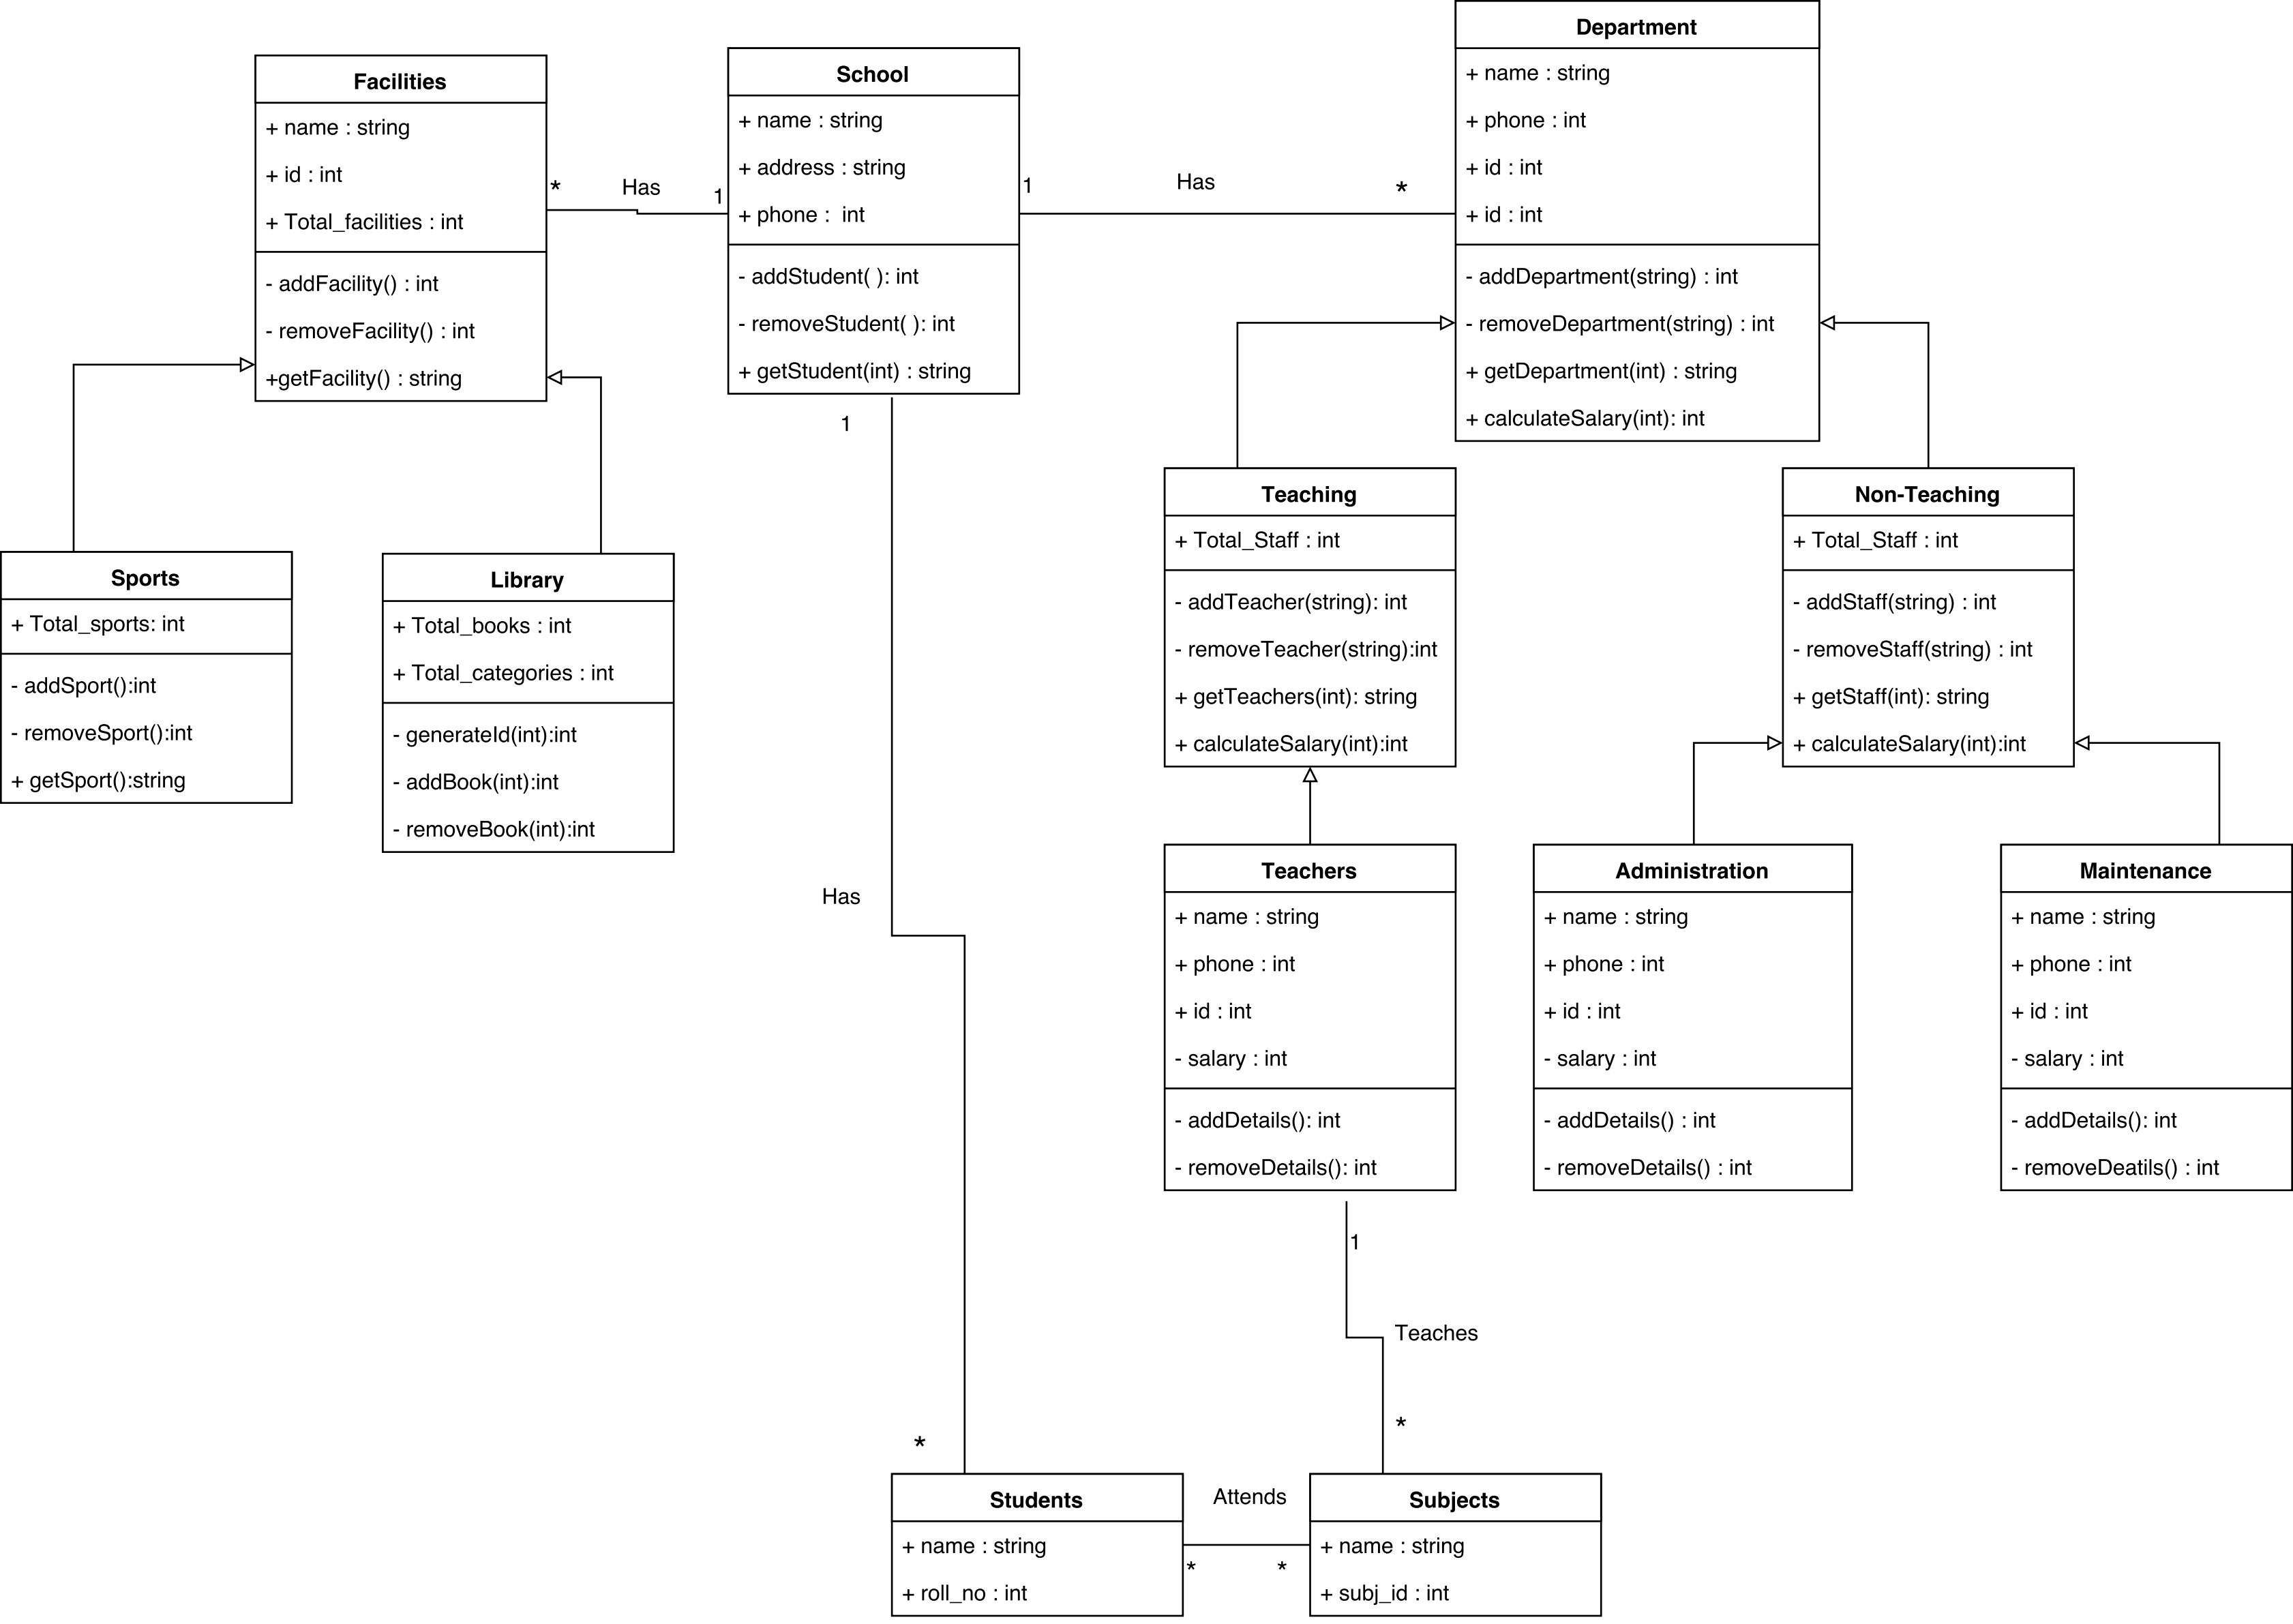 Facilities
+ name : string
+ id : int
+ Total_facilities : int
- addFacility() : int
- removeFacility() : int
+getFacility() : string
*
Has
1
School
+ name : string
+ address : string
+ phone :  int
- addStudent( ): int
- removeStudent( ): int
+ getStudent(int) : string
1
Has
*
Department
+ name : string
+ phone : int
+ id : int
+ id : int
- addDepartment(string) : int
- removeDepartment(string) : int
+ getDepartment(int) : string
+ calculateSalary(int): int
Sports
+ Total_sports: int
- addSport():int
- removeSport():int
+ getSport():string
Library
+ Total_books : int
+ Total_categories : int
- generateId(int):int
- addBook(int):int
- removeBook(int):int
1
Has
*
Teaching
+ Total_Staff : int
- addTeacher(string): int
- removeTeacher(string):int
+ getTeachers(int): string
+ calculateSalary(int):int
Non-Teaching
+ Total_Staff : int
- addStaff(string) : int
- removeStaff(string) : int
+ getStaff(int): string
+ calculateSalary(int):int
Teachers
+ name : string
+ phone : int
+ id : int
- salary : int
- addDetails(): int
- removeDetails(): int
Administration
+ name : string
+ phone : int
+ id : int
- salary : int
- addDetails() : int
- removeDetails() : int
Maintenance
+ name : string
+ phone : int
+ id : int
- salary : int
- addDetails(): int
- removeDeatils() : int
1
Teaches
*
Students
+ name : string
+ roll_no : int
Attends
*
*
Subjects
+ name : string
+ subj_id : int